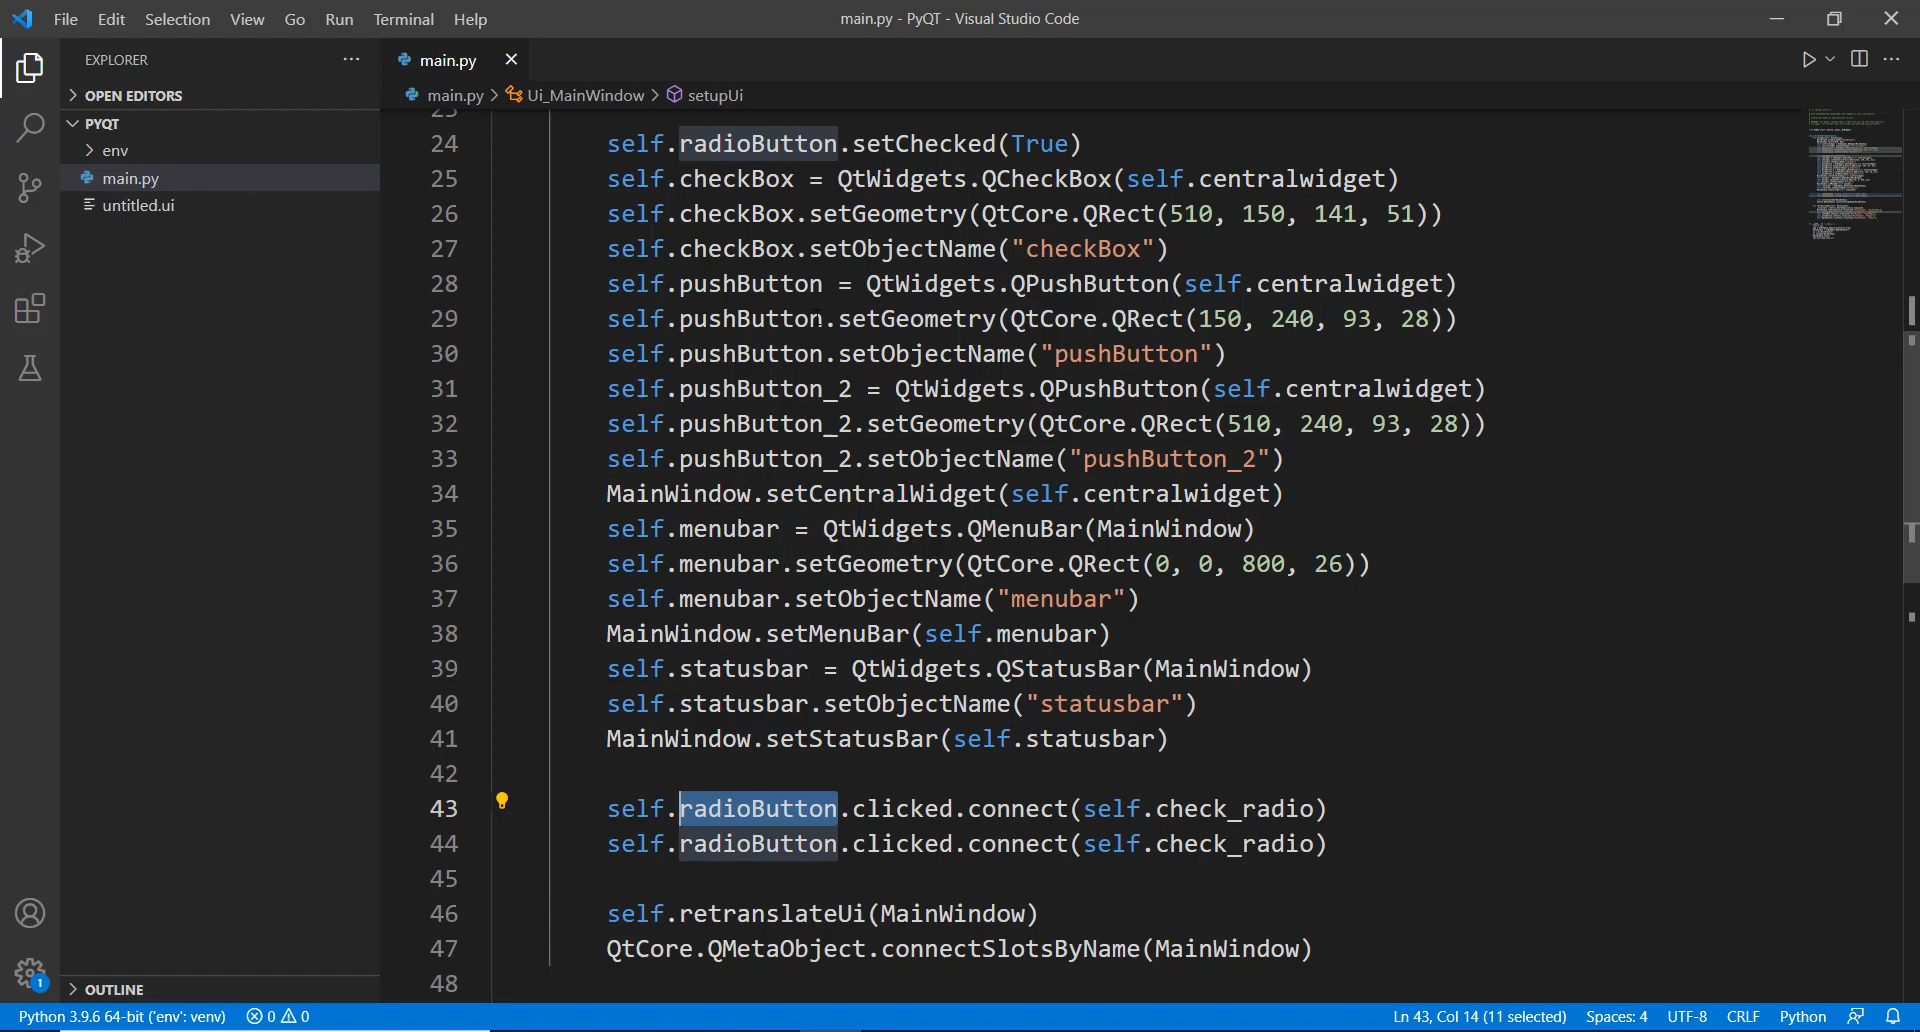 File Edit Selection View Go Run Terminal Help
main.py - PyQT - Visual Studio Code
EXPLORER
OPEN EDITORS
PYQT
env
main.py
untitled.ui
OUTLINE
main.py
main.py > Ui_MainWindow > setupUi
23
24 self.radioButton.setChecked(True)
25 self.checkBox = QtWidgets.QCheckBox(self.centralwidget)
26 self.checkBox.setGeometry(QtCore.QRect(510, 150, 141, 51))
27 self.checkBox.setObjectName("checkBox")
28 self.pushButton = QtWidgets.QPushButton(self.centralwidget)
29 self.pushButton.setGeometry(QtCore.QRect(150, 240, 93, 28))
30 self.pushButton.setObjectName("pushButton")
31 self.pushButton_2 = QtWidgets.QPushButton(self.centralwidget)
32 self.pushButton_2.setGeometry(QtCore.QRect(510, 240, 93, 28))
33 self.pushButton_2.setObjectName("pushButton_2")
34 MainWindow.setCentralWidget(self.centralwidget)
35 self.menubar = QtWidgets.QMenuBar(MainWindow)
36 self.menubar.setGeometry(QtCore.QRect(0, 0, 800, 26))
37 self.menubar.setObjectName("menubar")
38 MainWindow.setMenuBar(self.menubar)
39 self.statusbar = QtWidgets.QStatusBar(MainWindow)
40 self.statusbar.setObjectName("statusbar")
41 MainWindow.setStatusBar(self.statusbar)
42
43 self.radioButton.clicked.connect(self.check_radio)
44 self.radioButton.clicked.connect(self.check_radio)
45
46 self.retranslateUi(MainWindow)
47 QtCore.QMetaObject.connectSlotsByName(MainWindow)
48
1
Python 3.9.6 64-bit ('env': venv) 0 0 Ln 43, Col 14 (11 selected) Spaces: 4 UTF-8 CRLF Python